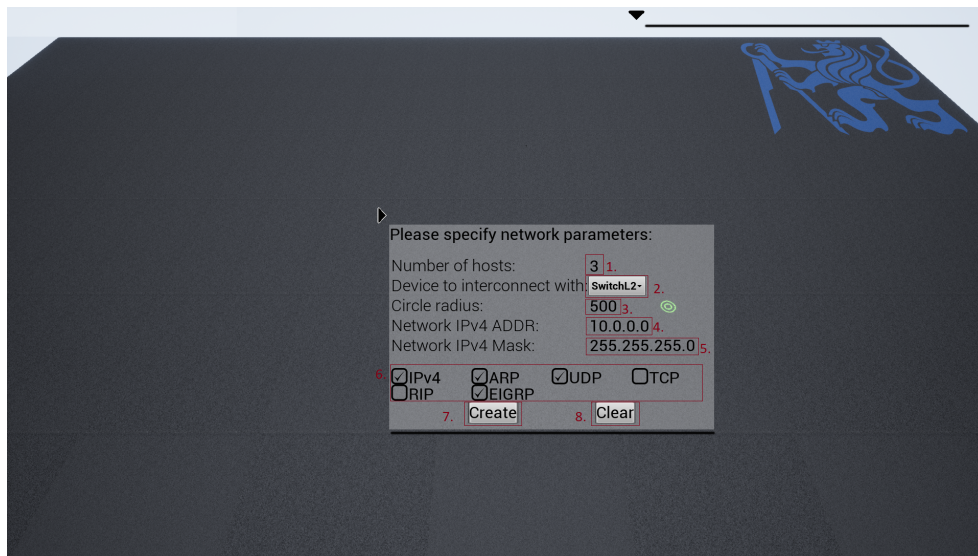 Please specify network parameters:
Number of hosts: 3 1.
Device to interconnect with: SwitchL2 2.
Circle radius: 500 3.
Network IPv4 ADDR: 10.0.0.0 4.
Network IPv4 Mask: 255.255.255.0 5.
6. IPv4 ARP UDP TCP
RIP EIGRP
7. Create 8. Clear